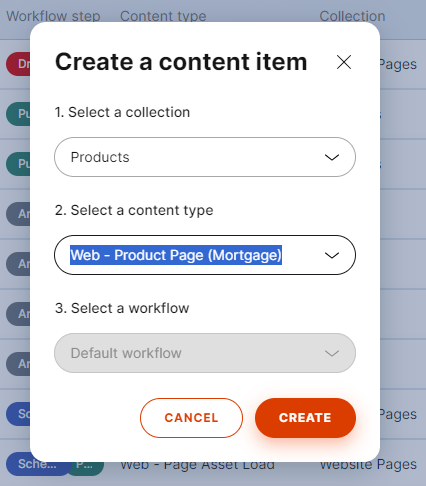 Workflow step Content type Collection
Create a content item
Dr Pages
1. Select a collection
Pu s
Products
Pu s
2. Select a content type
Ar
Web - Product Page (Mortgage)
Ar
3. Select a workflow
Ar
Default workflow
Ar
CANCEL CREATE
Sc Pages
Sche... P... Web - Page Asset Load Website Pages